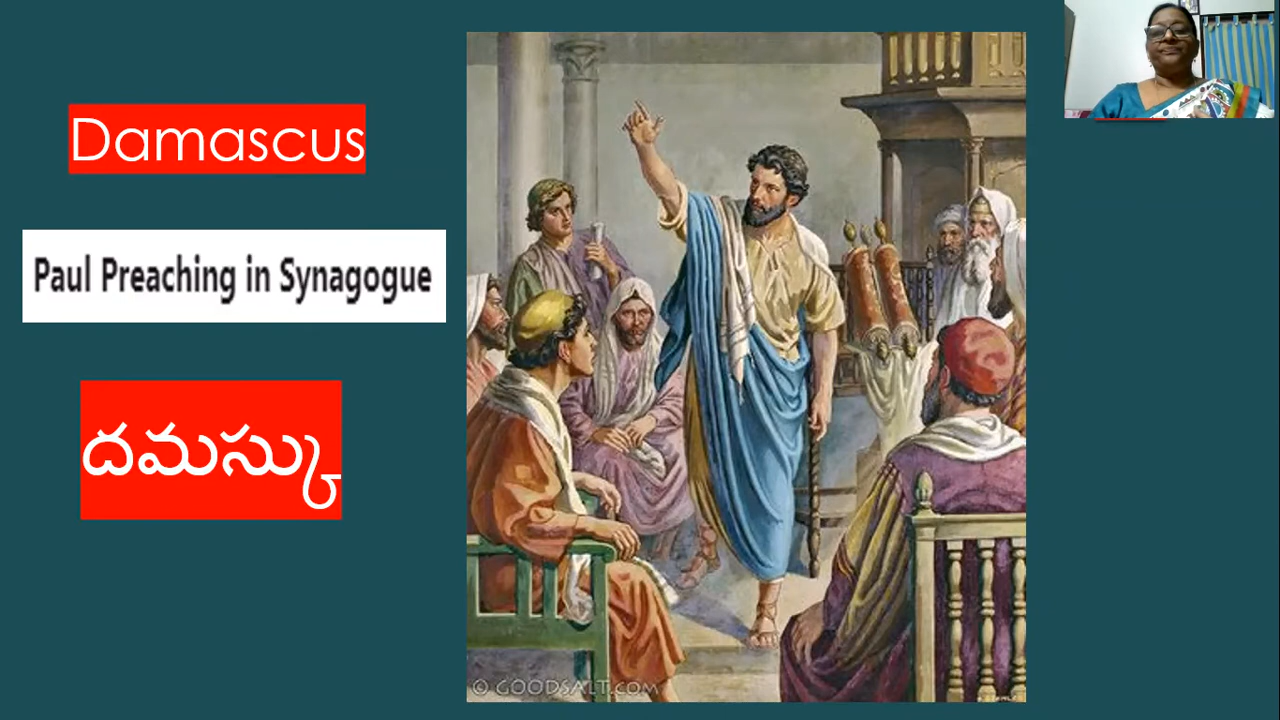 Damascus
Paul Preaching in Synagogue
దమస్కు
© GOODSALT.COM